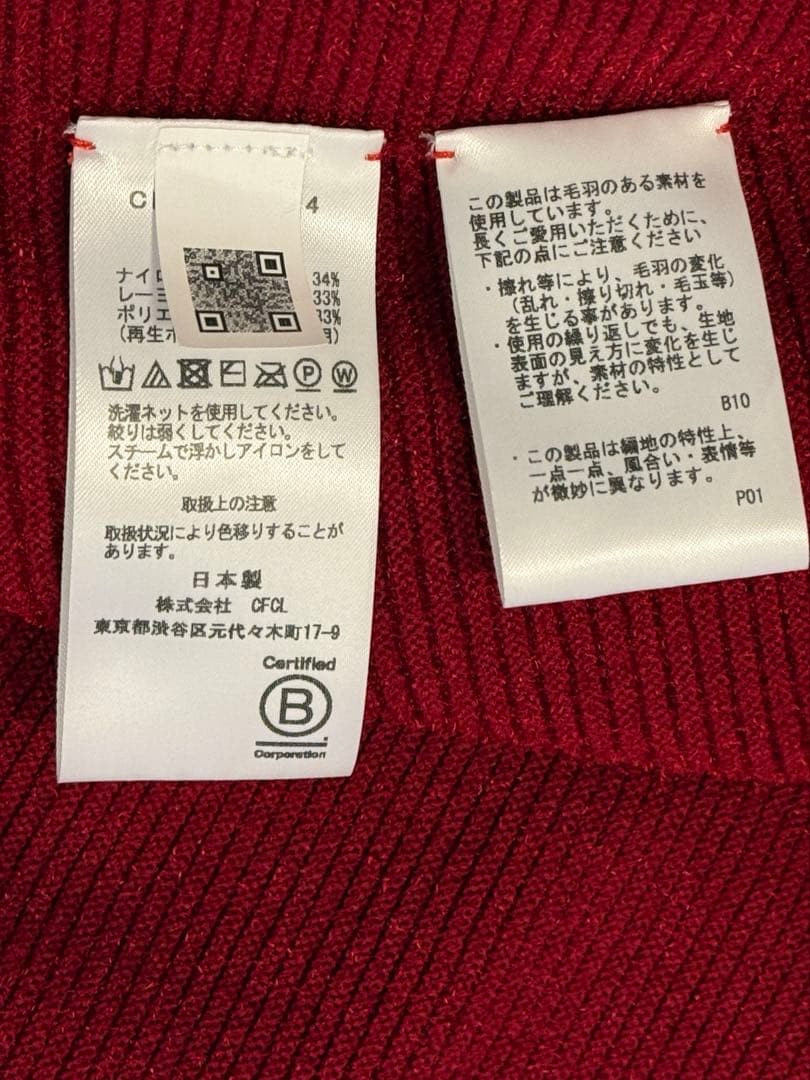 4
34%
33%
33%
洗濯ネットを使用してください。
絞りは弱くしてください。
スチームで浮かしアイロンをして
ください。
取扱上の注意
取扱状況により色移りすることが
あります。
日本製
株式会社 CFCL
東京都渋谷区元代々木町17-9
Certified
B
Corporation
この製品は毛羽のある素材を
使用しています。
長くご愛用いただくために、
下記の点にご注意ください
・擦れ等により、毛羽の変化
(乱れ・擦り切れ・毛玉等)
を生じる事があります。
・使用の繰り返しでも、生地
表面の見え方に変化を生じ
ますが、素材の特性として
ご理解ください。
B10
・この製品は編地の特性上、
一点一点、風合い・表情等
が微妙に異なります。
P01